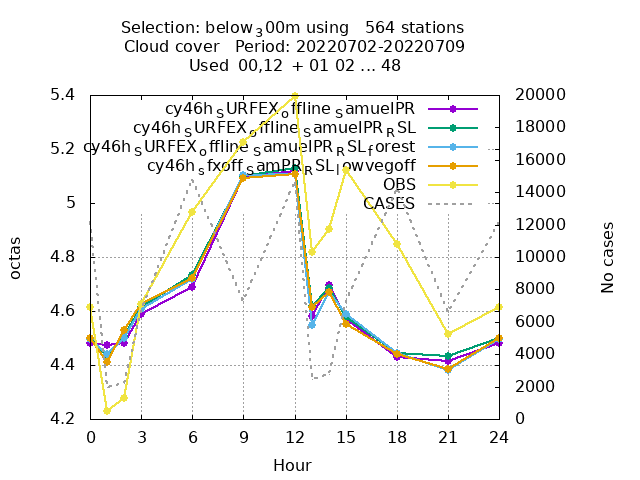 Selection: below_300m using 564 stations
Cloud cover Period: 20220702-20220709
Used 00,12 + 01 02 ... 48
5.4 20000
cy46h_SURFEX_offline_SamuelPR
18000
cy46h_SURFEX_offline_SamuelPR_RSL
5.2 cy46h_SURFEX_offline_SamuelPR_RSL_forest
16000
cy46h_sfxoff_SamPR_RSL_lowvegoff
OBS
14000
5 CASES
12000
octas
4.8 10000
No cases
8000
4.6
6000
4.4 4000
2000
4.2 0
0 3 6 9 12 15 18 21 24
Hour